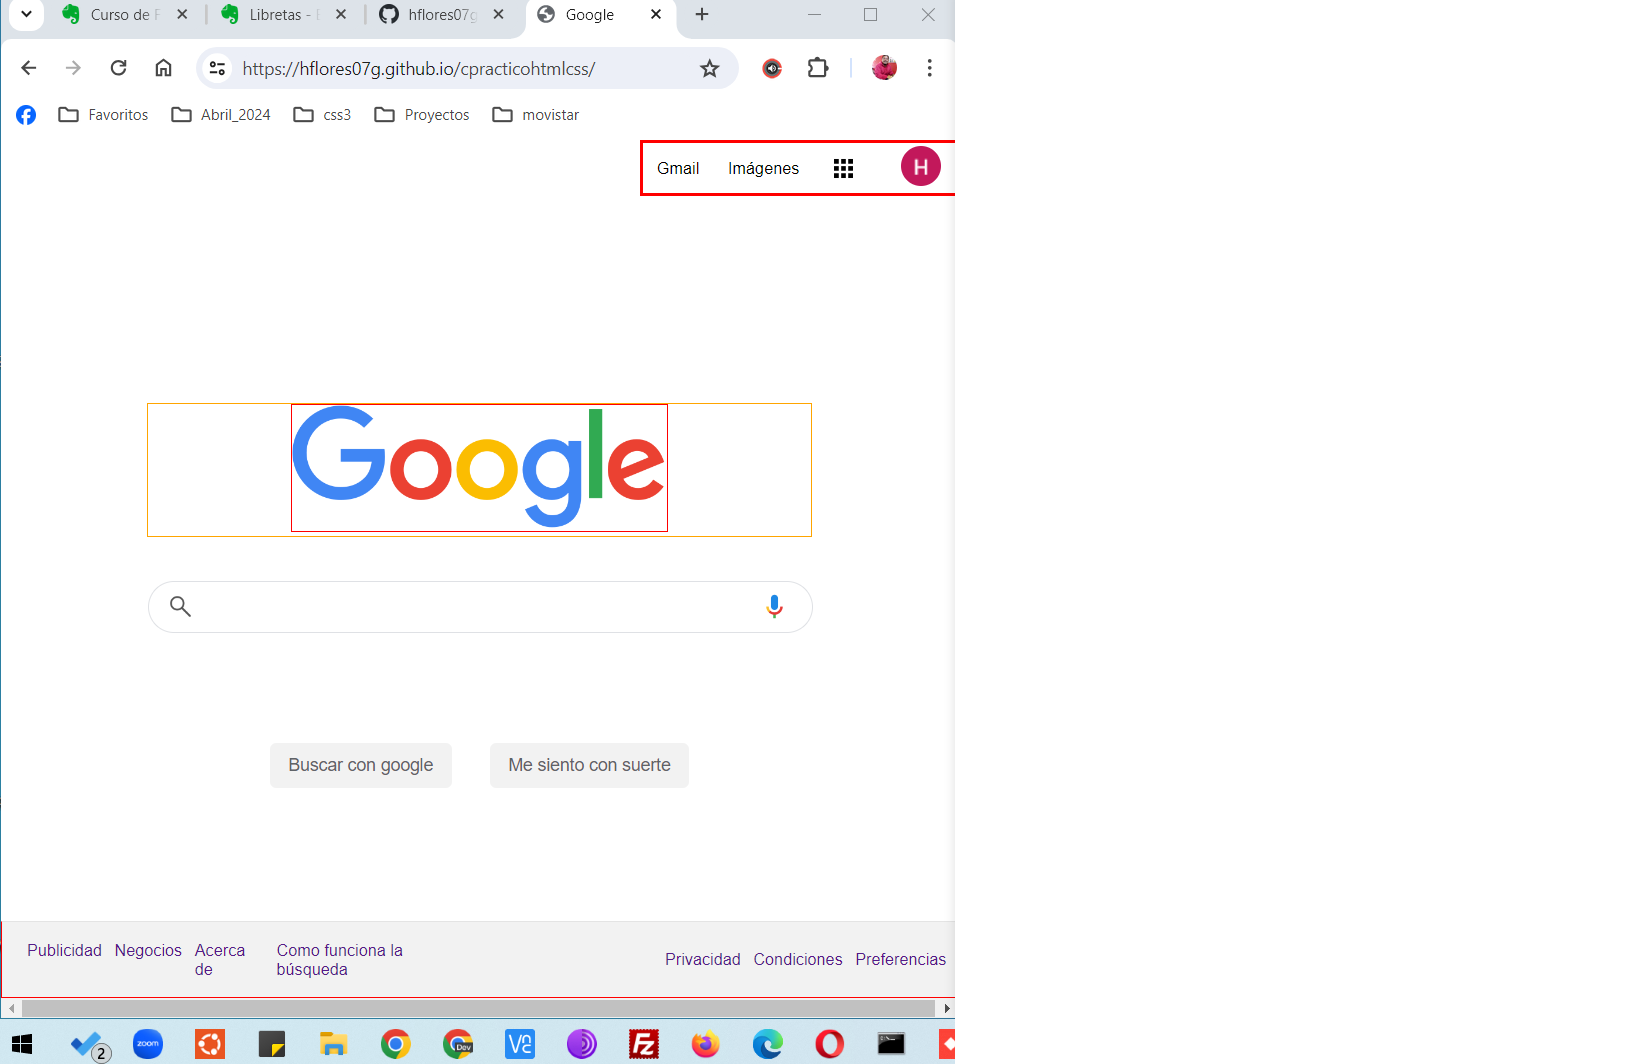 Curso de F
Libretas - E
hflores07g
Google
https://hflores07g.github.io/cpracticohtmlcss/
Favoritos
Abril_2024
css3
Proyectos
movistar
Gmail
Imágenes
H
Google
Buscar con google
Me siento con suerte
Publicidad
Negocios
Acerca
de
Como funciona la
búsqueda
Privacidad
Condiciones
Preferencias
2
zoom
Dev